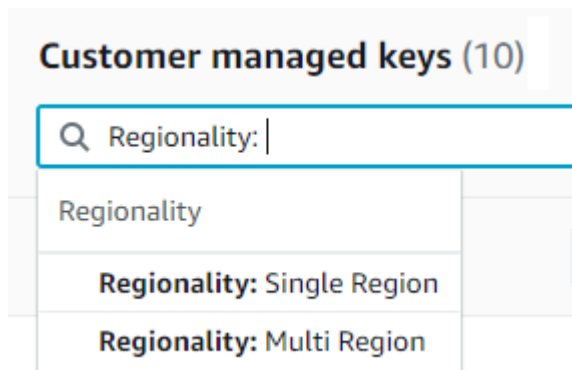 Customer managed keys (10)
Regionality:
Regionality
Regionality: Single Region
Regionality: Multi Region